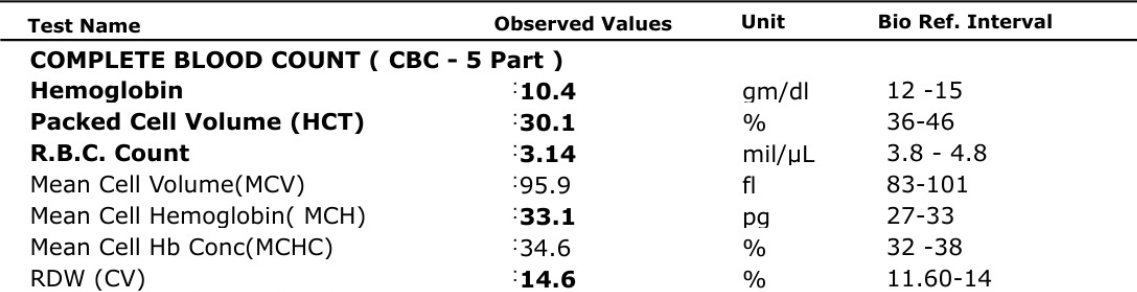 Test Name Observed Values Unit Bio Ref. Interval
COMPLETE BLOOD COUNT ( CBC - 5 Part )
Hemoglobin :10.4 gm/dl 12 -15
Packed Cell Volume (HCT) :30.1 % 36-46
R.B.C. Count :3.14 mil/µL 3.8 - 4.8
Mean Cell Volume(MCV) :95.9 fl 83-101
Mean Cell Hemoglobin( MCH) :33.1 pg 27-33
Mean Cell Hb Conc(MCHC) :34.6 % 32 -38
RDW (CV) :14.6 % 11.60-14